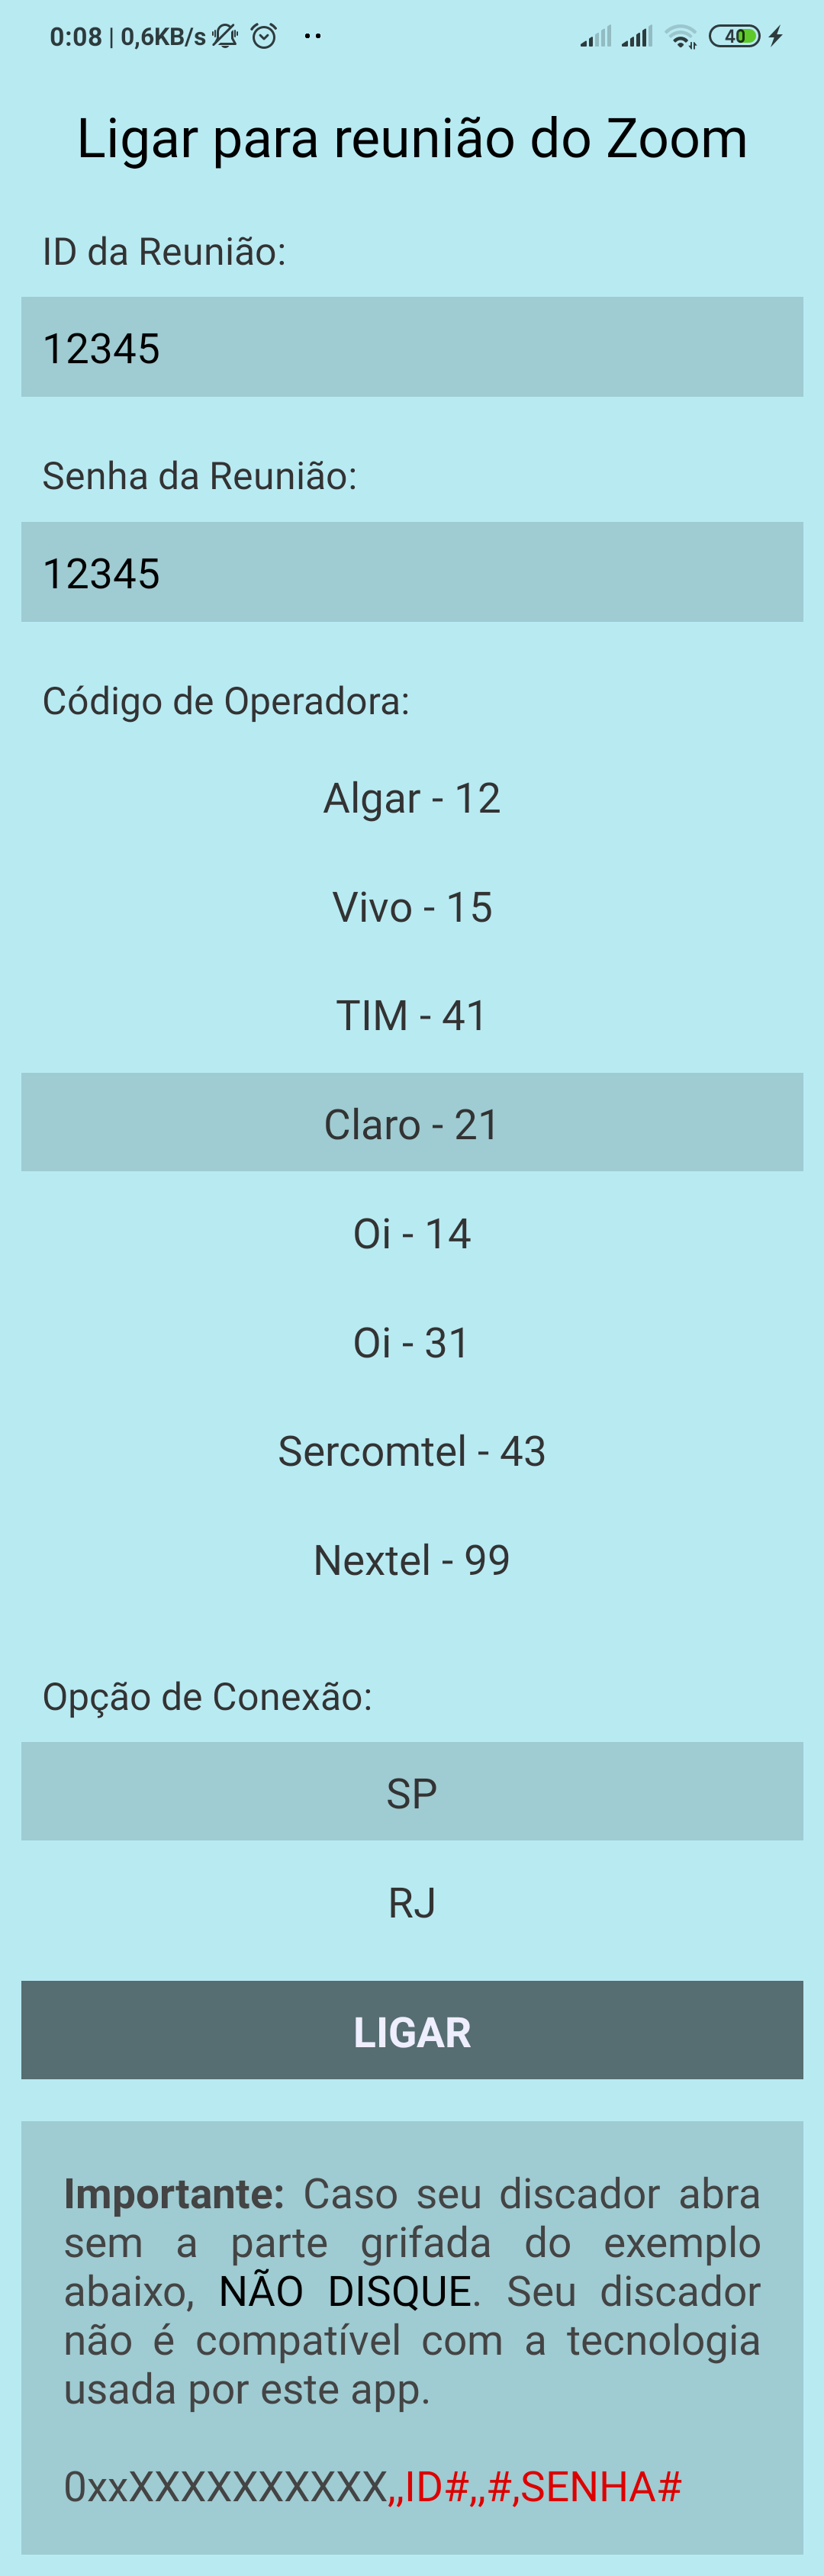 0:08 | 0,6KB/s
40
Ligar para reunião do Zoom
ID da Reunião:
12345
Senha da Reunião:
12345
Código de Operadora:
Algar - 12
Vivo - 15
TIM - 41
Claro - 21
Oi - 14
Oi - 31
Sercomtel - 43
Nextel - 99
Opção de Conexão:
SP
RJ
LIGAR
Importante: Caso seu discador abra
sem a parte grifada do exemplo
abaixo, NÃO DISQUE. Seu discador
não é compatível com a tecnologia
usada por este app.
0xxXXXXXXXXXX,,ID#,,#,SENHA#